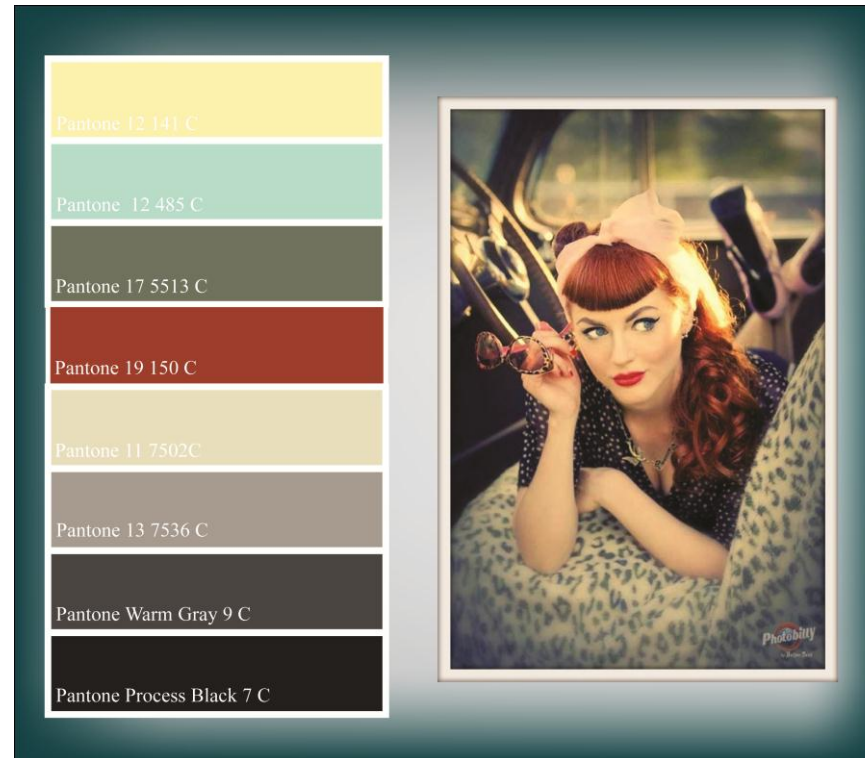 Pantone 12 141 C
Pantone  12 485 C
Pantone 17 5513 C
Pantone 19 150 C
Pantone 11 7502C
Pantone 13 7536 C
Pantone Warm Gray 9 C
Pantone Process Black 7 C
Photobilly